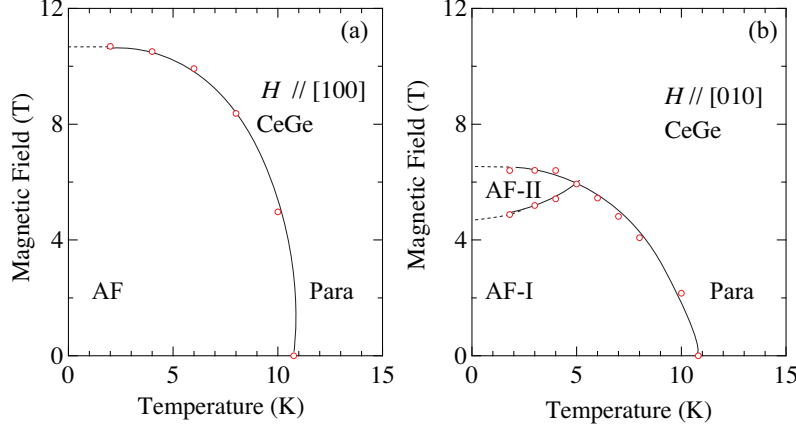 12
(a)
H // [100]
CeGe
8
4
0
AF
Para
0
5
10
15
Magnetic Field (T)
Temperature (K)
12
(b)
H // [010]
CeGe
8
AF-II
4
AF-I
Para
0
0
5
10
15
Magnetic Field (T)
Temperature (K)